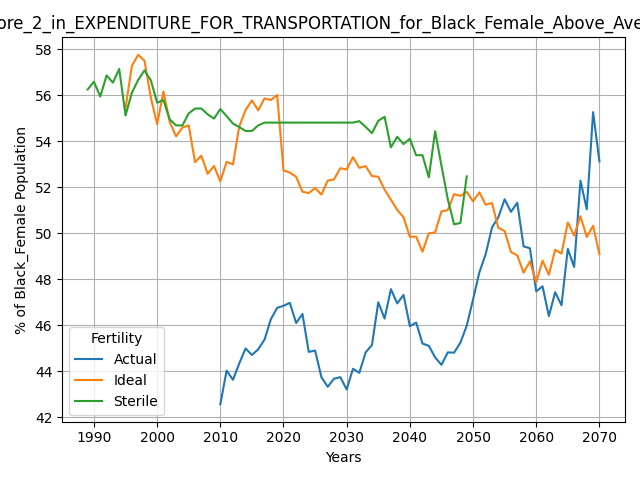 ore_2_in_EXPENDITURE_FOR_TRANSPORTATION_for_Black_Female_Above_Ave
58
56
54
52
50
48
46
44
42
% of Black_Female Population
Fertility
Actual
Ideal
Sterile
1990 2000 2010 2020 2030 2040 2050 2060 2070
Years